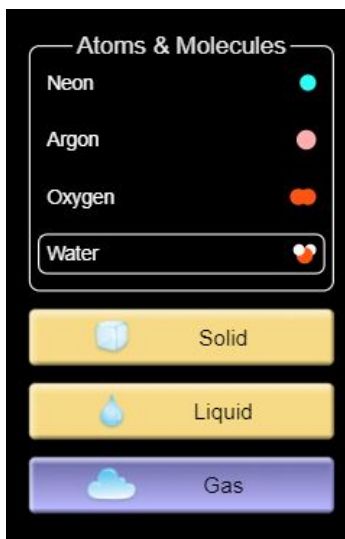 Atoms & Molecules
Neon
Argon
Oxygen
Water
Solid
Liquid
Gas